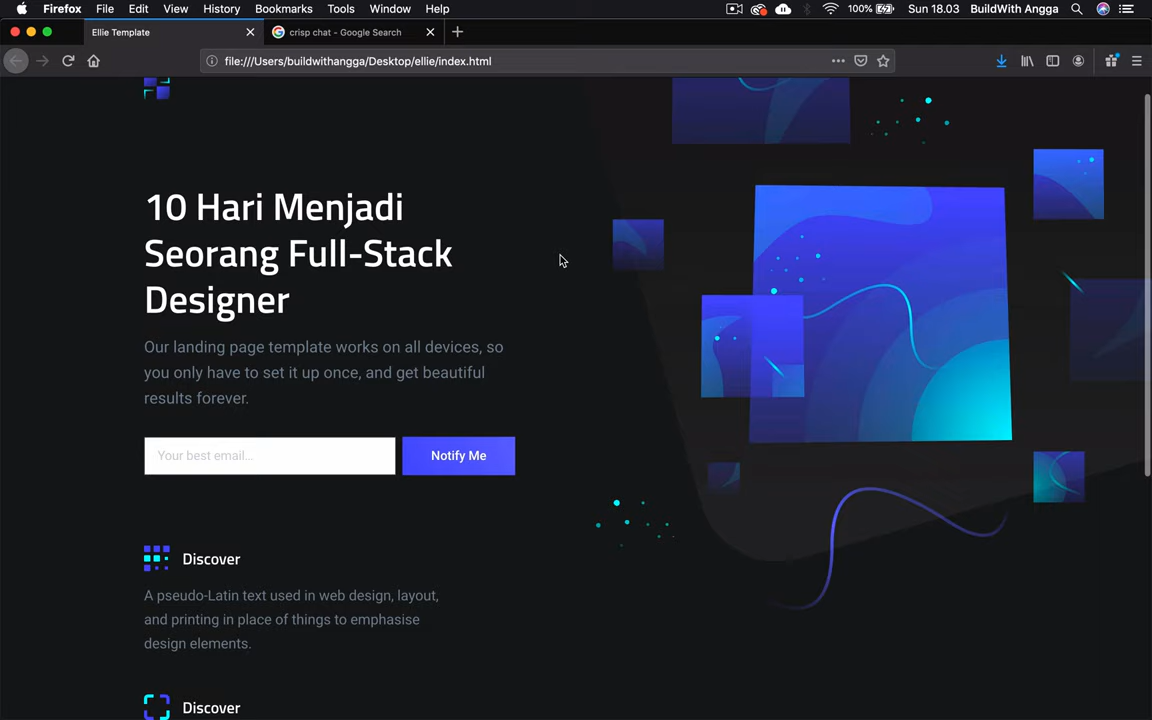 Firefox File Edit View History Bookmarks Tools Window Help 100% Sun 18.03 BuildWith Angga
Ellie Template
crisp chat - Google Search
file:///Users/buildwithangga/Desktop/ellie/index.html
10 Hari Menjadi
Seorang Full-Stack
Designer
Our landing page template works on all devices, so
you only have to set it up once, and get beautiful
results forever.
Your best email...
Notify Me
Discover
A pseudo-Latin text used in web design, layout,
and printing in place of things to emphasise
design elements.
Discover